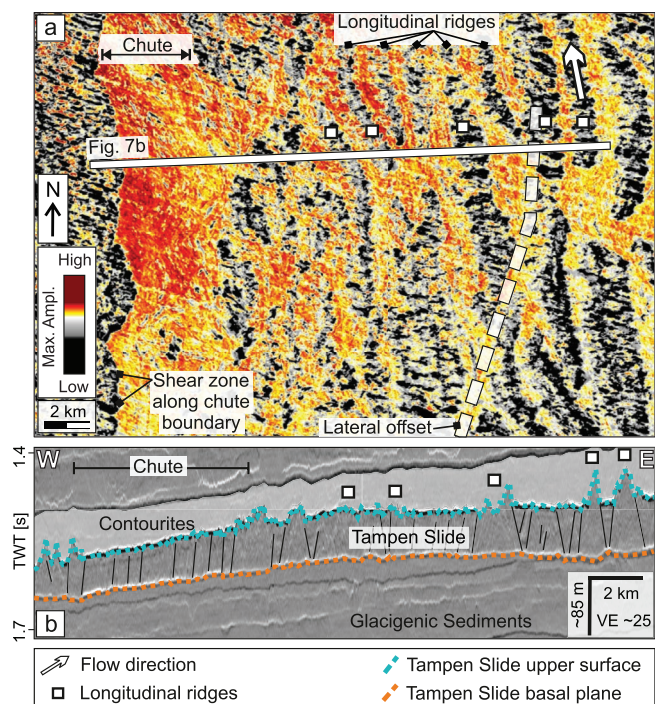 a
Longitudinal ridges
Chute
Fig. 7b
N
High
Max. Ampl.
Low
2 km
Shear zone
along chute
boundary
Lateral offset
1.4
W
E
Chute
Contourites
Tampen Slide
TWT [s]
~85 m
2 km
VE ~25
Glacigenic Sediments
1.7
b
Flow direction
Tampen Slide upper surface
Longitudinal ridges
Tampen Slide basal plane